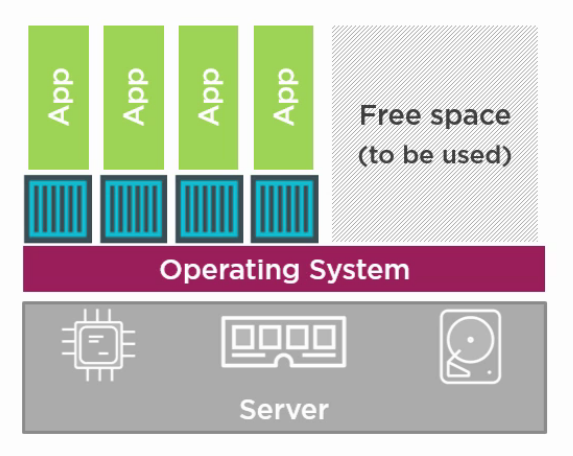 App
App
App
App
Free space
(to be used)
Operating System
Server